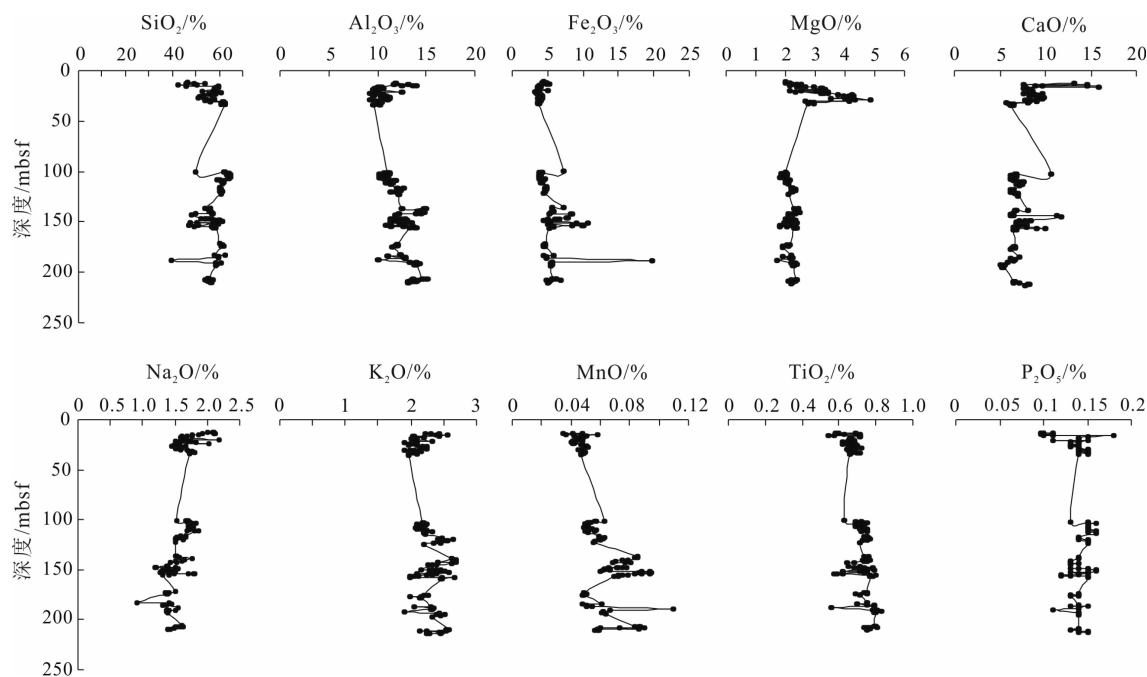 SiO₂/% Al₂O₃/% Fe₂O₃/% MgO/% CaO/%
0 20 40 60 80 0 5 10 15 20 0 5 10 15 20 25 0 1 2 3 4 5 6 0 5 10 15 20
0
50
100
150
200
250
深度/mbsf
Na₂O/% K₂O/% MnO/% TiO₂/% P₂O₅/%
0 0.5 1.0 1.5 2.0 2.5 0 1 2 3 0 0.04 0.08 0.12 0 0.2 0.4 0.6 0.8 1.0 0 0.05 0.1 0.15 0.2
0
50
100
150
200
250
深度/mbsf